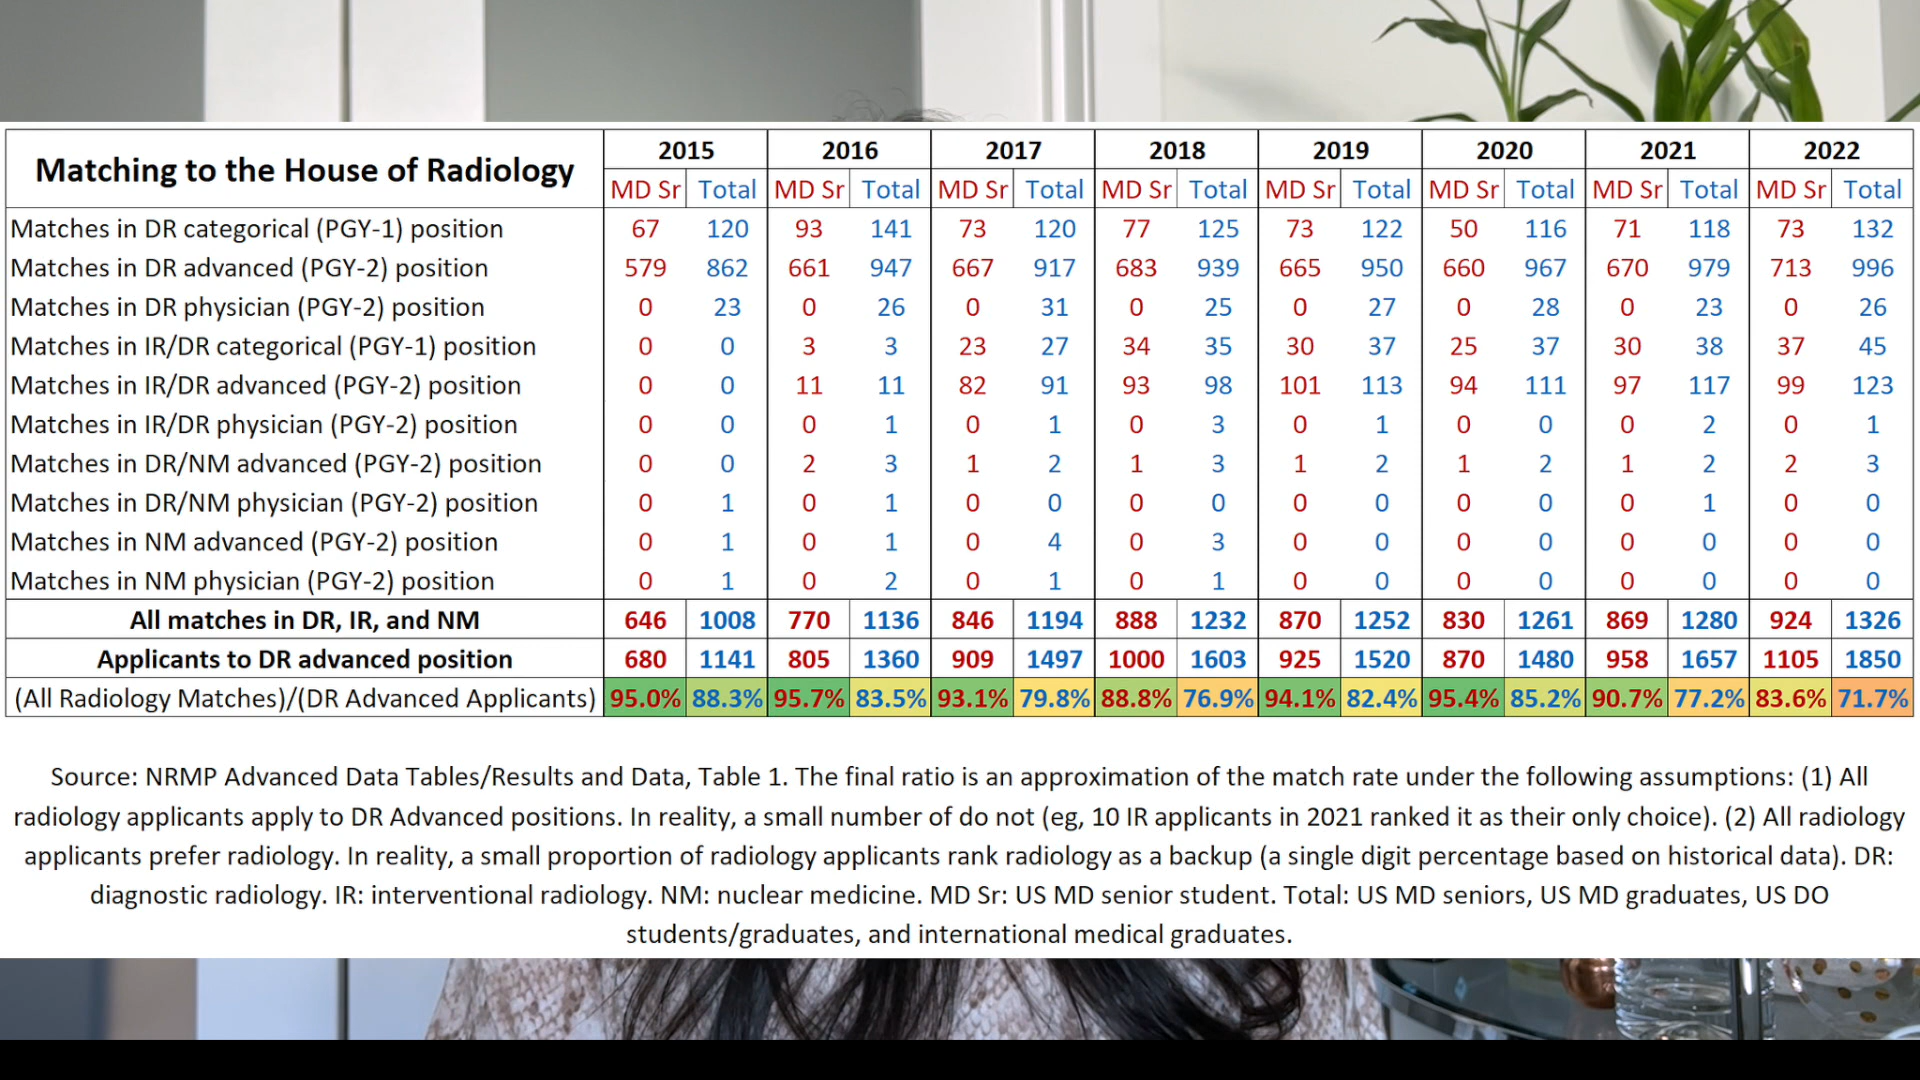 Matching to the House of Radiology 2015 2016 2017 2018 2019 2020 2021 2022
MD Sr Total MD Sr Total MD Sr Total MD Sr Total MD Sr Total MD Sr Total MD Sr Total MD Sr Total
Matches in DR categorical (PGY-1) position 67 120 93 141 73 120 77 125 73 122 50 116 71 118 73 132
Matches in DR advanced (PGY-2) position 579 862 661 947 667 917 683 939 665 950 660 967 670 979 713 996
Matches in DR physician (PGY-2) position 0 23 0 26 0 31 0 25 0 27 0 28 0 23 0 26
Matches in IR/DR categorical (PGY-1) position 0 0 3 3 23 27 34 35 30 37 25 37 30 38 37 45
Matches in IR/DR advanced (PGY-2) position 0 0 11 11 82 91 93 98 101 113 94 111 97 117 99 123
Matches in IR/DR physician (PGY-2) position 0 0 0 1 0 1 0 3 0 1 0 0 0 2 0 1
Matches in DR/NM advanced (PGY-2) position 0 0 2 3 1 2 1 3 1 2 1 2 1 2 2 3
Matches in DR/NM physician (PGY-2) position 0 1 0 1 0 0 0 0 0 0 0 0 0 1 0 0
Matches in NM advanced (PGY-2) position 0 1 0 1 0 4 0 3 0 0 0 0 0 0 0 0
Matches in NM physician (PGY-2) position 0 1 0 2 0 1 0 1 0 0 0 0 0 0 0 0
All matches in DR, IR, and NM 646 1008 770 1136 846 1194 888 1232 870 1252 830 1261 869 1280 924 1326
Applicants to DR advanced position 680 1141 805 1360 909 1497 1000 1603 925 1520 870 1480 958 1657 1105 1850
(All Radiology Matches)/(DR Advanced Applicants) 95.0% 88.3% 95.7% 83.5% 93.1% 79.8% 88.8% 76.9% 94.1% 82.4% 95.4% 85.2% 90.7% 77.2% 83.6% 71.7%
Source: NRMP Advanced Data Tables/Results and Data, Table 1. The final ratio is an approximation of the match rate under the following assumptions: (1) All
radiology applicants apply to DR Advanced positions. In reality, a small number of do not (eg, 10 IR applicants in 2021 ranked it as their only choice). (2) All radiology
applicants prefer radiology. In reality, a small proportion of radiology applicants rank radiology as a backup (a single digit percentage based on historical data). DR:
diagnostic radiology. IR: interventional radiology. NM: nuclear medicine. MD Sr: US MD senior student. Total: US MD seniors, US MD graduates, US DO
students/graduates, and international medical graduates.